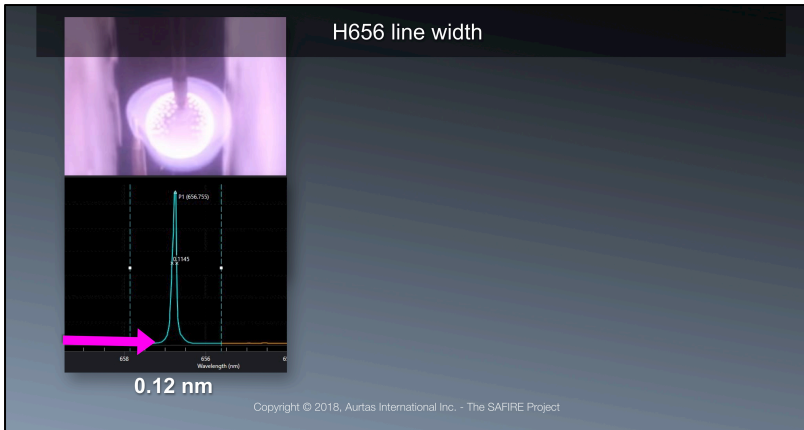 H656 line width
P1 (656.755)
0.1145
658
656
Wavelength (nm)
0.12 nm
Copyright © 2018, Aurtas International Inc. - The SAFIRE Project